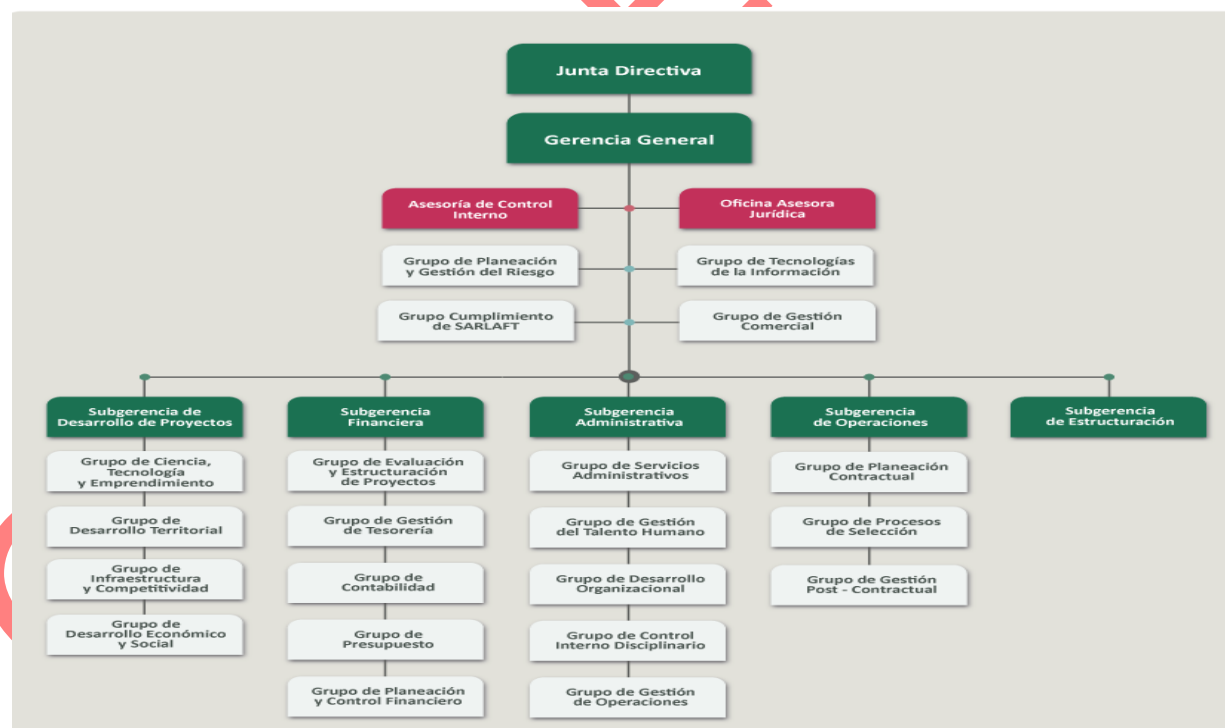 Junta Directiva
Gerencia General
Asesoría de Control
Interno
Oficina Asesora
Jurídica
Grupo de Planeación
y Gestión del Riesgo
Grupo de Tecnologías
de la Información
Grupo Cumplimiento
de SARLAFT
Grupo de Gestión
Comercial
Subgerencia de
Desarrollo de Proyectos
Grupo de Ciencia,
Tecnología
y Emprendimiento
Grupo de
Desarrollo Territorial
Grupo de
Infraestructura
y Competitividad
Grupo de
Desarrollo Económico
y Social
Subgerencia
Financiera
Grupo de Evaluación
y Estructuración
de Proyectos
Grupo de Gestión
de Tesorería
Grupo de
Contabilidad
Grupo de
Presupuesto
Grupo de Planeación
y Control Financiero
Subgerencia
Administrativa
Grupo de Servicios
Administrativos
Grupo de Gestión
del Talento Humano
Grupo de Desarrollo
Organizacional
Grupo de Control
Interno Disciplinario
Grupo de Gestión
de Operaciones
Subgerencia
de Operaciones
Grupo de Planeación
Contractual
Grupo de Procesos
de Selección
Grupo de Gestión
Post - Contractual
Subgerencia
de Estructuración